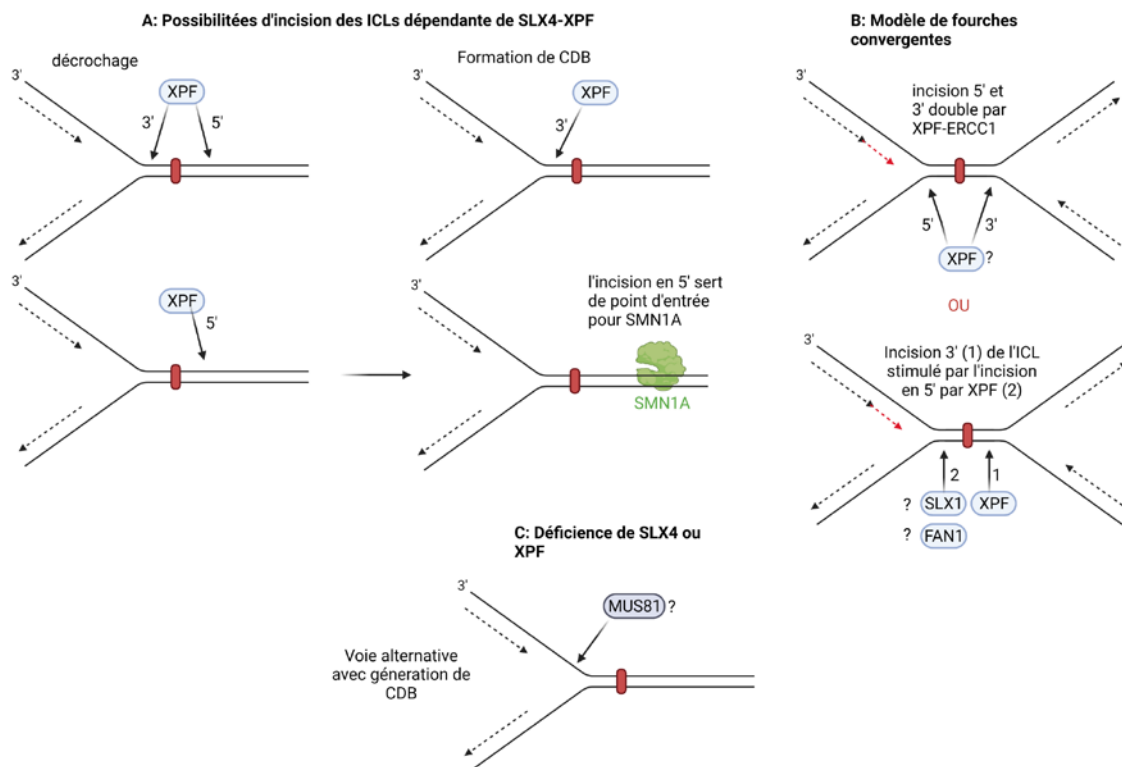 A: Possibilitées d'incision des ICLs dépendante de SLX4-XPF
décrochage
3'
XPF
3'
5'
Formation de CDB
3'
XPF
3'
3'
XPF
5'
l'incision en 5' sert
de point d'entrée
pour SMN1A
SMN1A
B: Modèle de fourches
convergentes
3'
incision 5' et
3' double par
XPF-ERCC1
5'
3'
XPF
?
OU
3'
Incision 3' (1) de l'ICL
stimulé par l'incision
en 5' par XPF (2)
2
1
? SLX1
XPF
? FAN1
C: Déficience de SLX4 ou
XPF
3'
MUS81 ?
Voie alternative
avec géneration de
CDB